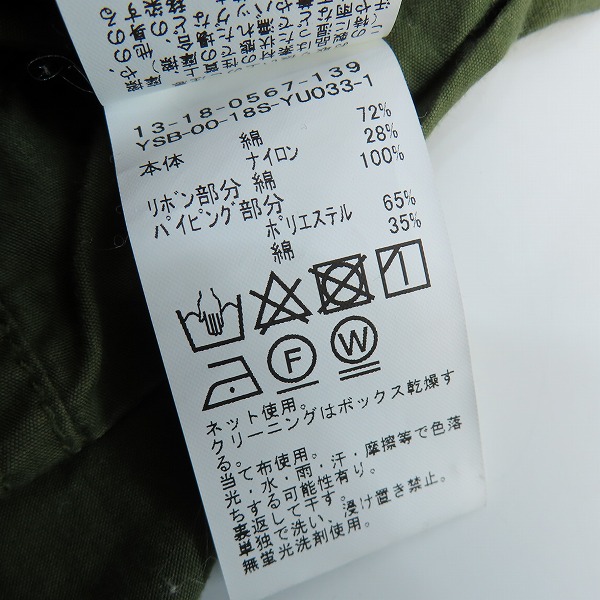 13-18-0567-139
YSB-00-18S-YU033-1
本体 綿 72%
ナイロン 28%
リボン部分 綿 100%
パイピング部分
ポリエステル 65%
綿 35%
F W
ネット使用。
クリーニングはボックス乾燥す
る。
当て布使用。
光・水・雨・汗・摩擦等で色落
ちする可能性有り。
裏返して干す。
単独で洗い、浸け置き禁止。
無蛍光洗剤使用。